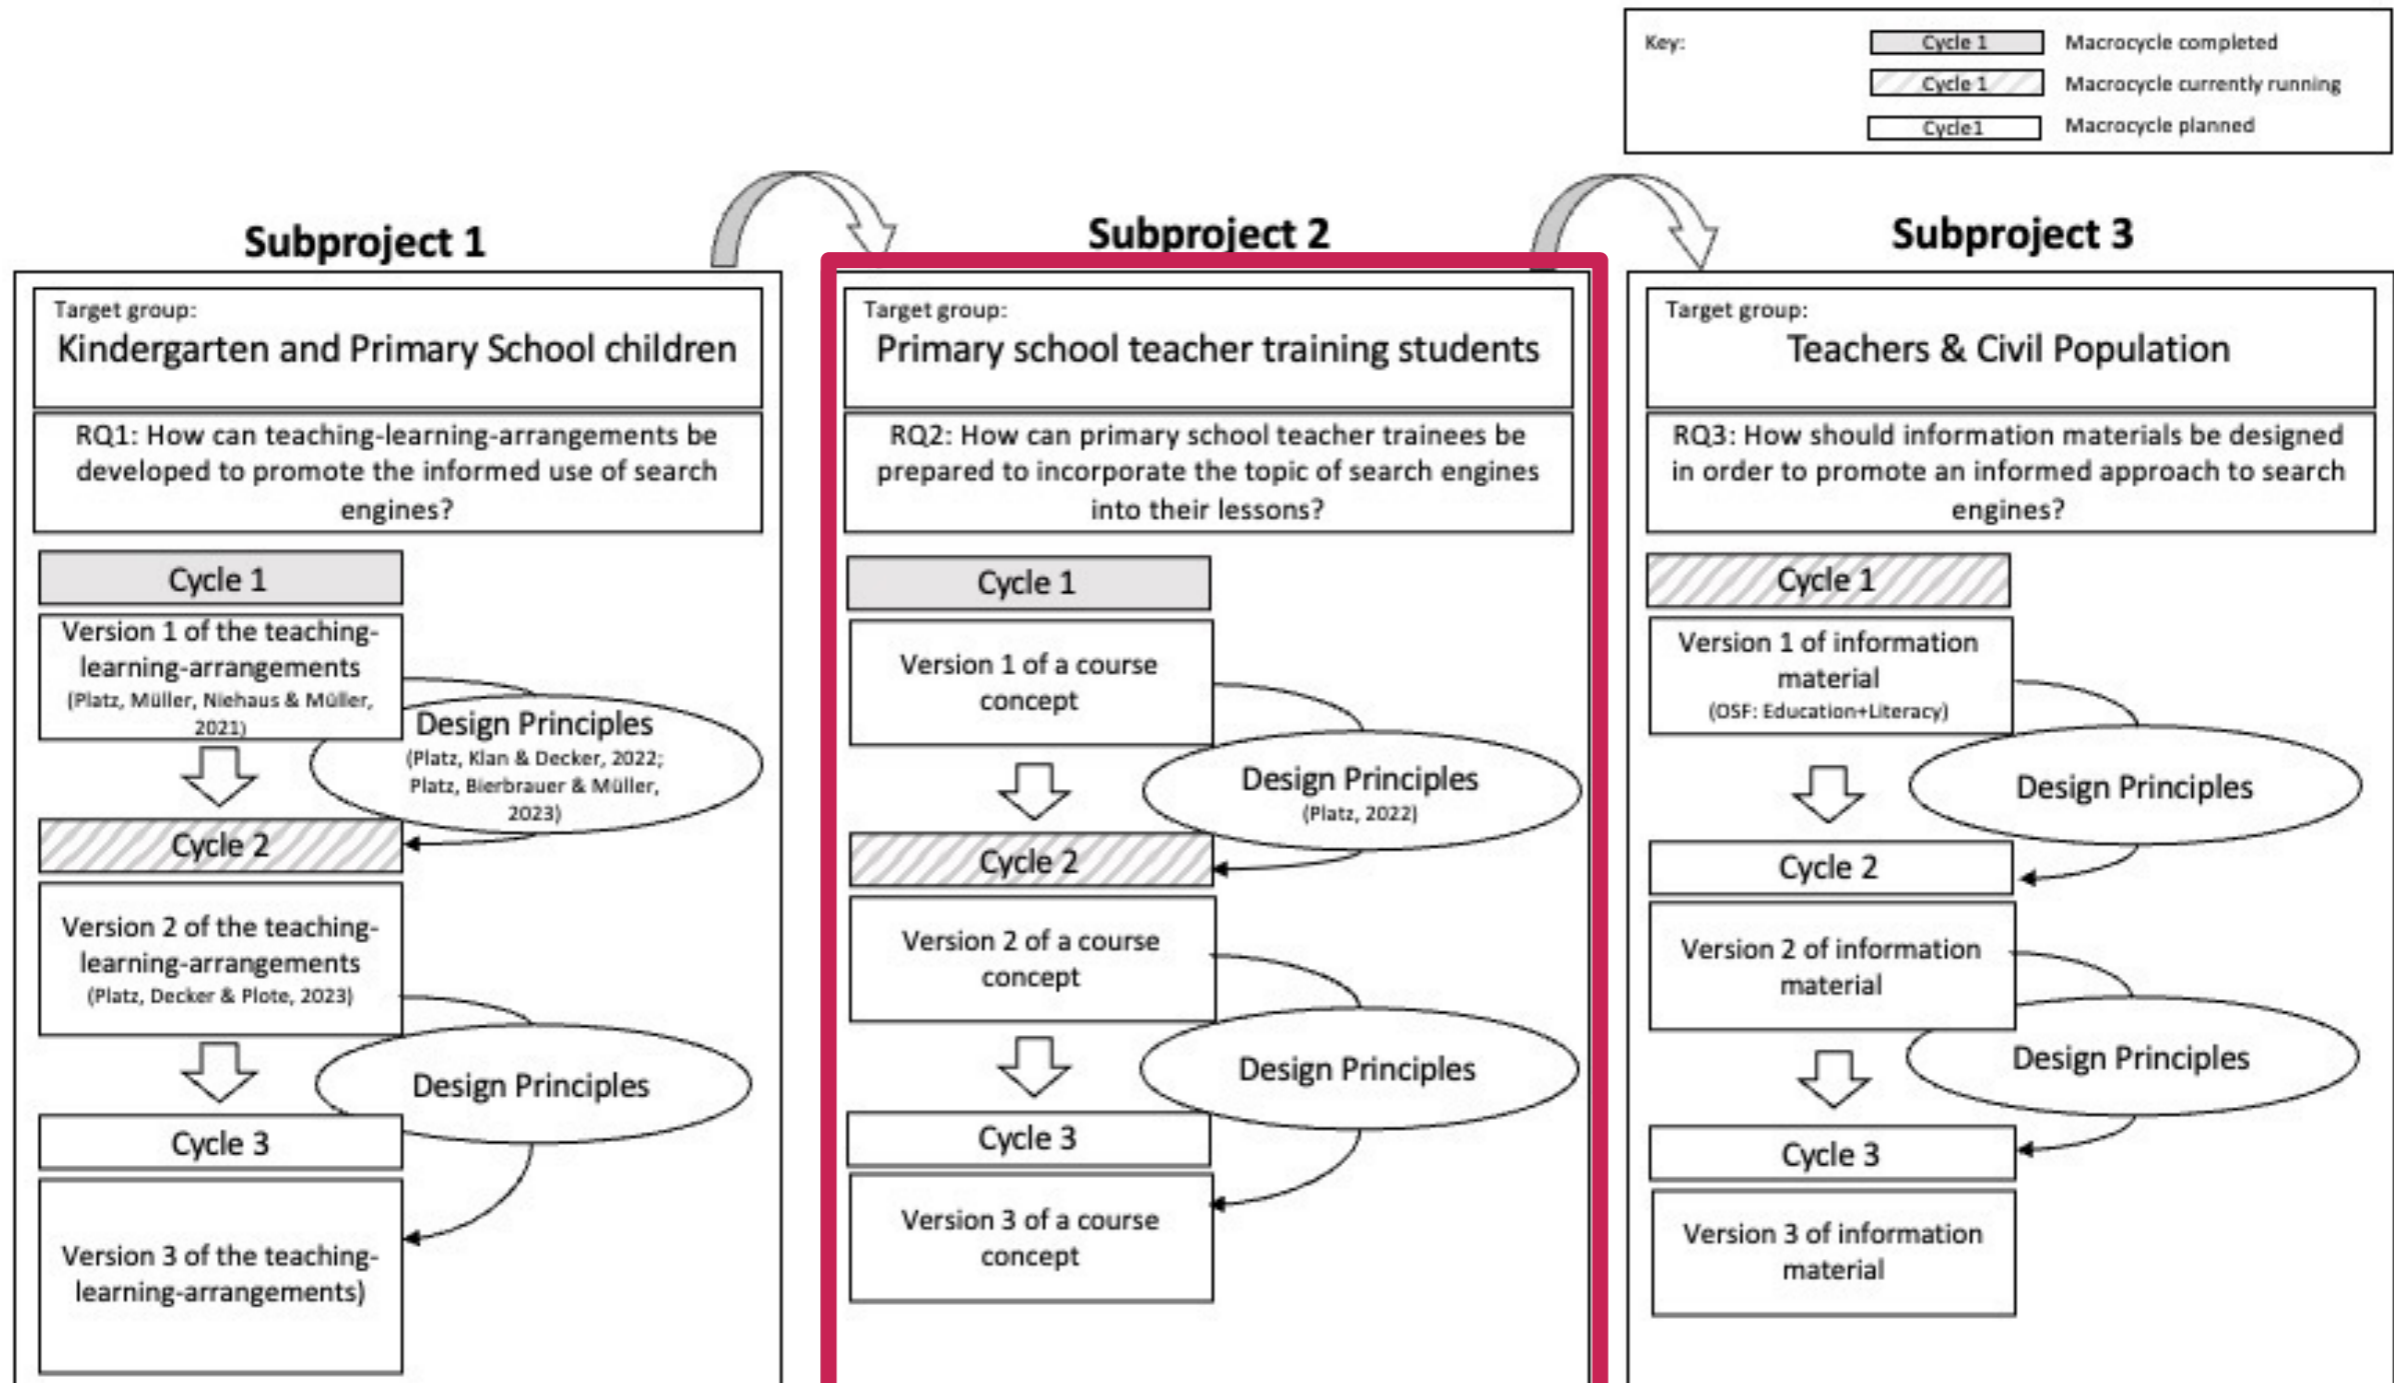 Key:
Cycle 1
Macrocycle completed
Cycle 1
Macrocycle currently running
Cycle1
Macrocycle planned
Subproject 1
Target group:
Kindergarten and Primary School children
RQ1: How can teaching-learning-arrangements be
developed to promote the informed use of search
engines?
Cycle 1
Version 1 of the teaching-
learning-arrangements
(Platz, Müller, Niehaus & Müller,
2021)
Design Principles
(Platz, Klan & Decker, 2022;
Platz, Bierbrauer & Müller,
2023)
Cycle 2
Version 2 of the teaching-
learning-arrangements
(Platz, Decker & Plote, 2023)
Design Principles
Cycle 3
Version 3 of the teaching-
learning-arrangements)
Subproject 2
Target group:
Primary school teacher training students
RQ2: How can primary school teacher trainees be
prepared to incorporate the topic of search engines
into their lessons?
Cycle 1
Version 1 of a course
concept
Design Principles
(Platz, 2022)
Cycle 2
Version 2 of a course
concept
Design Principles
Cycle 3
Version 3 of a course
concept
Subproject 3
Target group:
Teachers & Civil Population
RQ3: How should information materials be designed
in order to promote an informed approach to search
engines?
Cycle 1
Version 1 of information
material
(OSF: Education+Literacy)
Design Principles
Cycle 2
Version 2 of information
material
Design Principles
Cycle 3
Version 3 of information
material